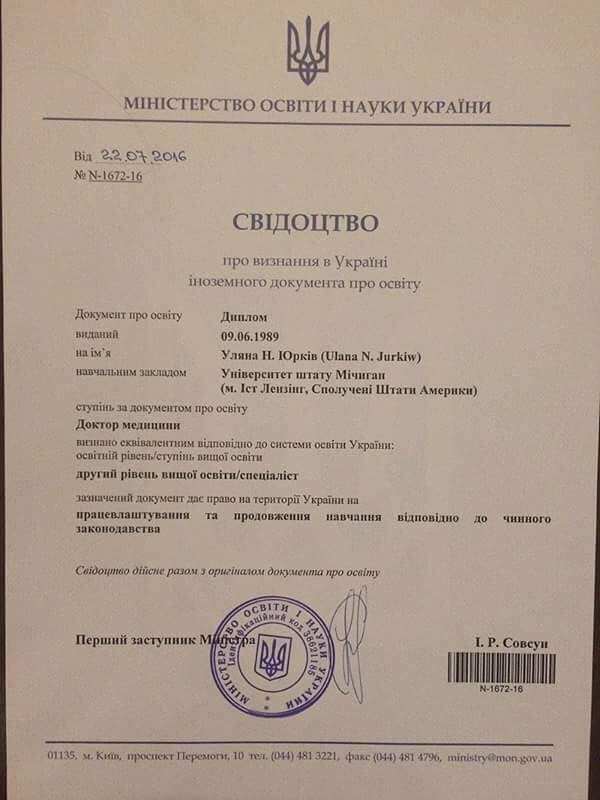 МІНІСТЕРСТВО ОСВІТИ І НАУКИ УКРАЇНИ
Від 22.07.2016
№ N-1672-16
СВІДОЦТВО
про визнання в Україні
іноземного документа про освіту
Документ про освіту Диплом
виданий 09.06.1989
на ім'я Уляна Н. Юрків (Ulana N. Jurkiw)
навчальним закладом Університет штату Мічиган
(м. Іст Лензінг, Сполучені Штати Америки)
ступінь за документом про освіту
Доктор медицини
визнано еквівалентним відповідно до системи освіти України:
освітній рівень/ступінь вищої освіти
другий рівень вищої освіти/спеціаліст
зазначений документ дає право на території України на
працевлаштування та продовження навчання відповідно до чинного
законодавства
Свідоцтво дійсне разом з оригіналом документа про освіту
Перший заступник Міністра І. Р. Совсун
МІНІСТЕРСТВО ОСВІТИ І НАУКИ УКРАЇНИ
Ідентифікаційний код 38621185
N-1672-16
01135, м. Київ, проспект Перемоги, 10 тел. (044) 481 3221, факс (044) 481 4796, ministry@mon.gov.ua